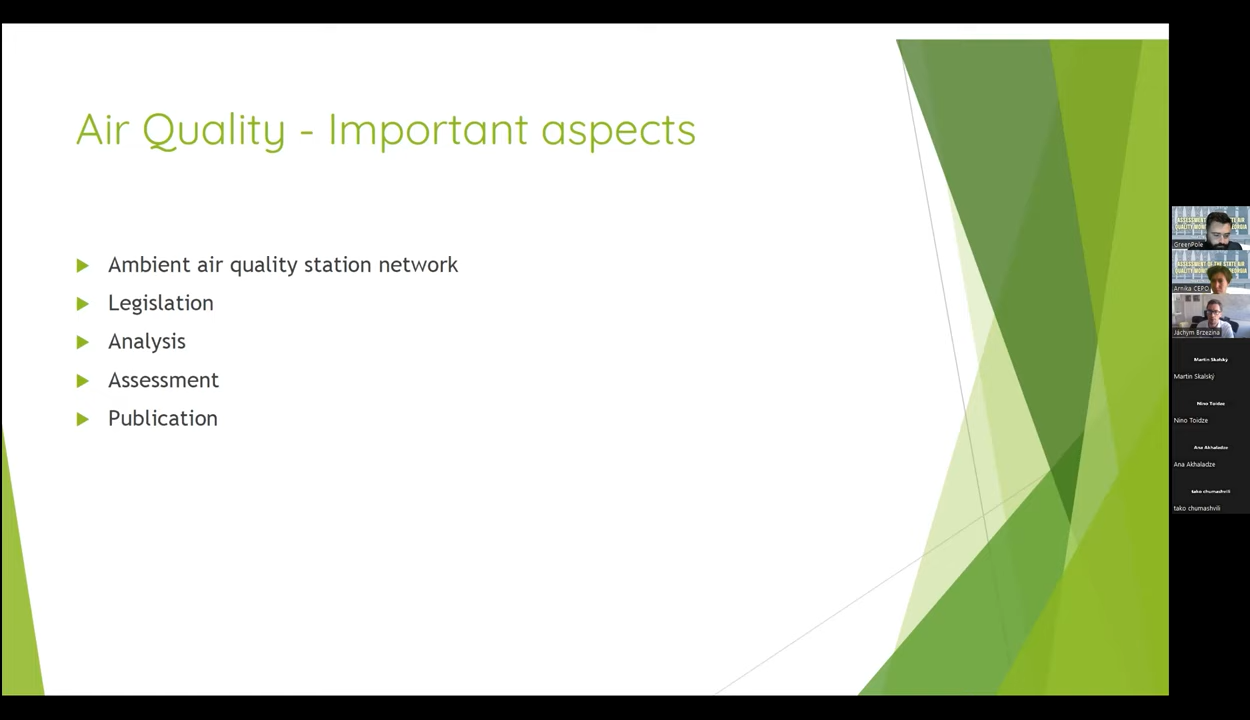 Air Quality - Important aspects
Ambient air quality station network
Legislation
Analysis
Assessment
Publication
GreenPole
Arnika CEPO
Jáchym Brzezina
Martin Skalský
Martin Skalský
Nino Toidze
Nino Toidze
Ana Akhaladze
Ana Akhaladze
tako chumashvili
tako chumashvili